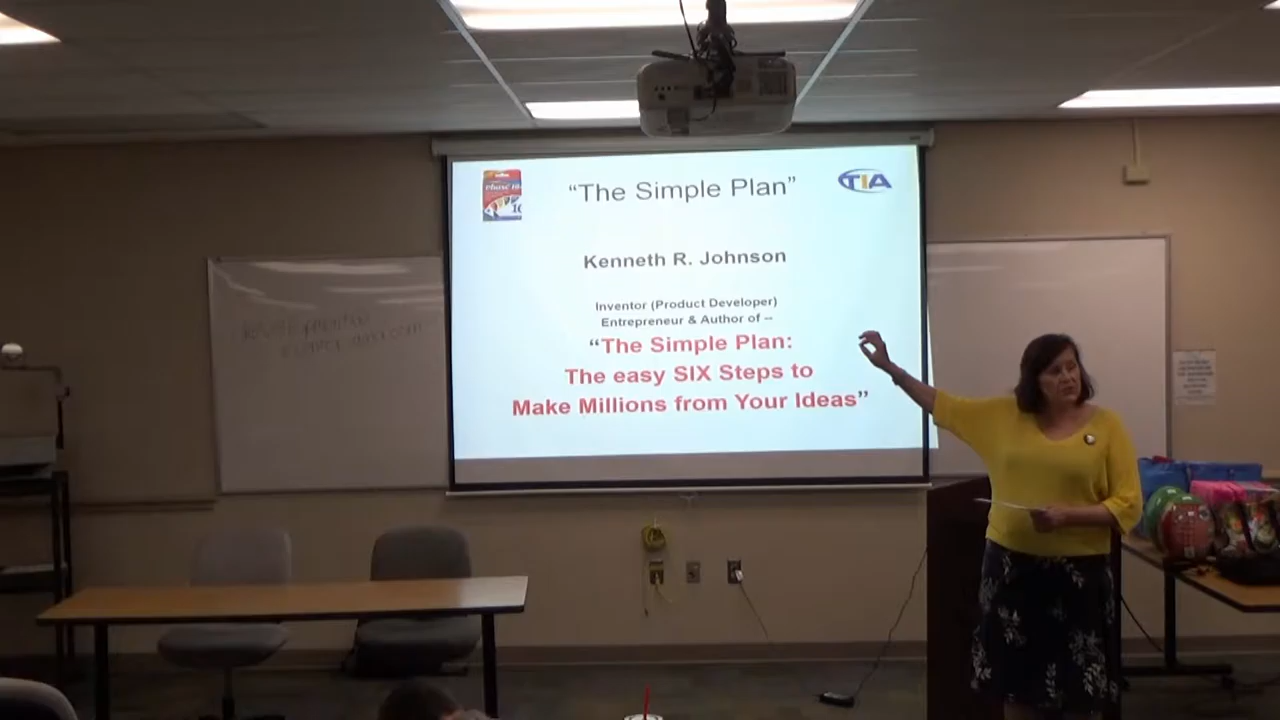 “The Simple Plan”
TIA
Kenneth R. Johnson
Inventor (Product Developer)
Entrepreneur & Author of --
“The Simple Plan:
The easy SIX Steps to
Make Millions from Your Ideas”